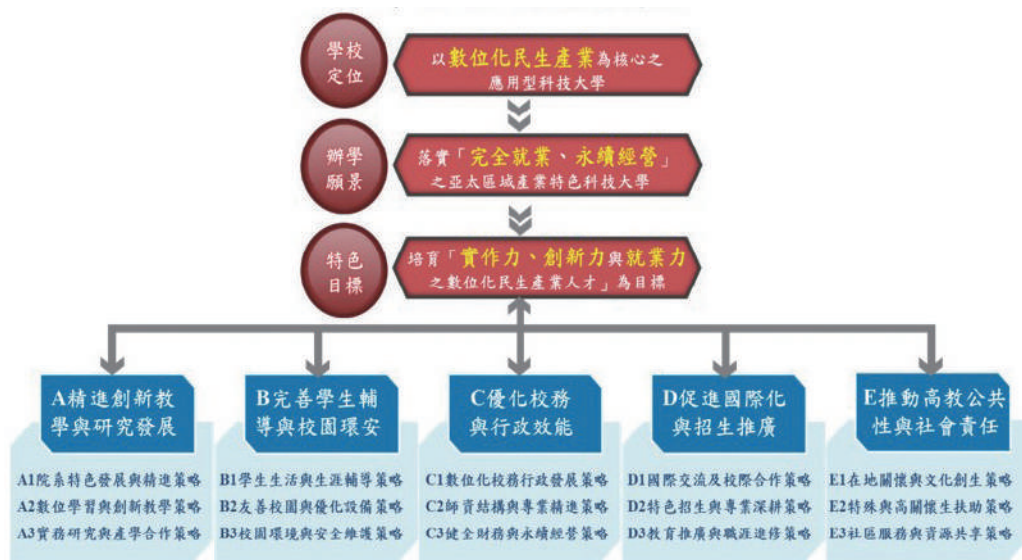 學校
定位
以數位化民生產業為核心之
應用型科技大學
辦學
願景
落實「完全就業、永續經營」
之亞太區域產業特色科技大學
特色
目標
培育「實作力、創新力與就業力
之數位化民生產業人才」為目標
A精進創新教
學與研究發展
B完善學生輔
導與校園環安
C優化校務
與行政效能
D促進國際化
與招生推廣
E推動高教公共
性與社會責任
A1院系特色發展與精進策略
A2數位學習與創新教學策略
A3實務研究與產學合作策略
B1學生生活與生涯輔導策略
B2友善校園與優化設備策略
B3校園環境與安全維護策略
C1數位化校務行政發展策略
C2師資結構與專業精進策略
C3健全財務與永續經營策略
D1國際交流及校際合作策略
D2特色招生與專業深耕策略
D3教育推廣與職涯進修策略
E1在地關懷與文化創生策略
E2特殊與高關懷生扶助策略
E3社區服務與資源共享策略